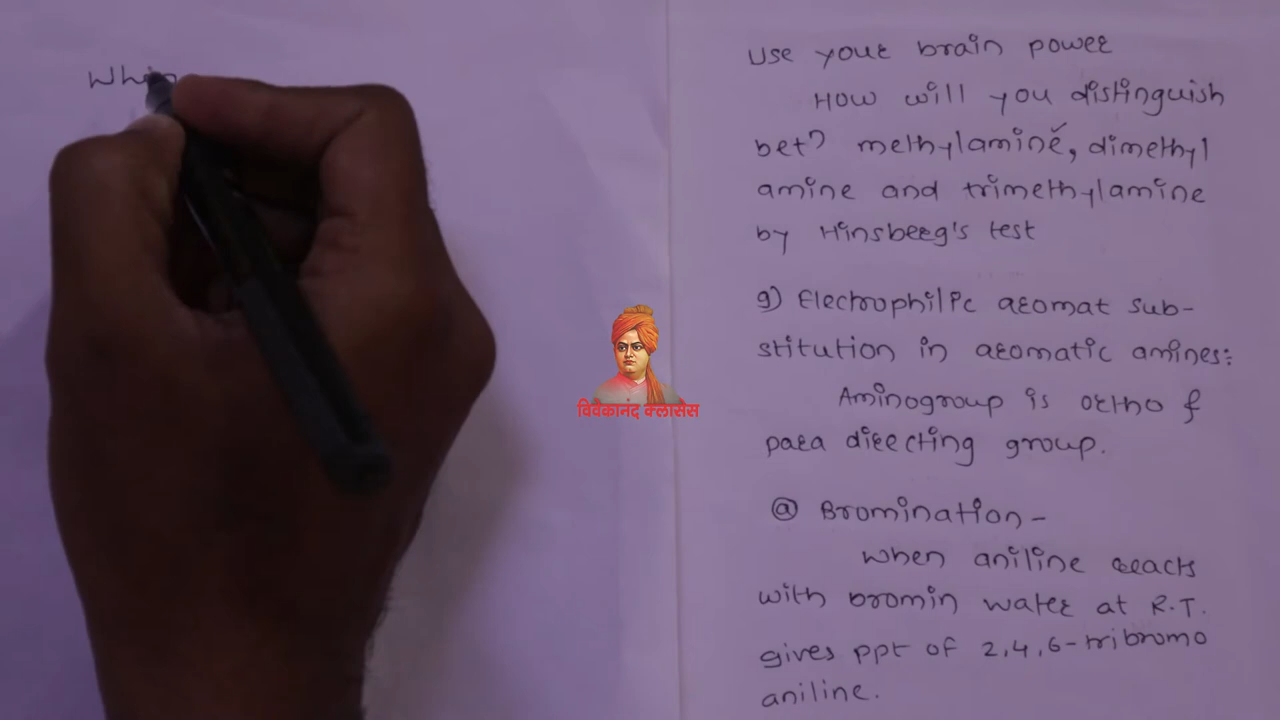 Whin
Use your brain power
How will you distinguish
betn methylamine, dimethyl
amine and trimethylamine
by Hinsberg's test
g) Electrophilic aromat sub-
stitution in aromatic amines:
Aminogroup is ortho &
para directing group.
विवेकानंद क्लासेस
ⓐ Bromination -
When aniline reacts
with bromin water at R.T.
gives ppt of 2,4,6-tribromo
aniline.